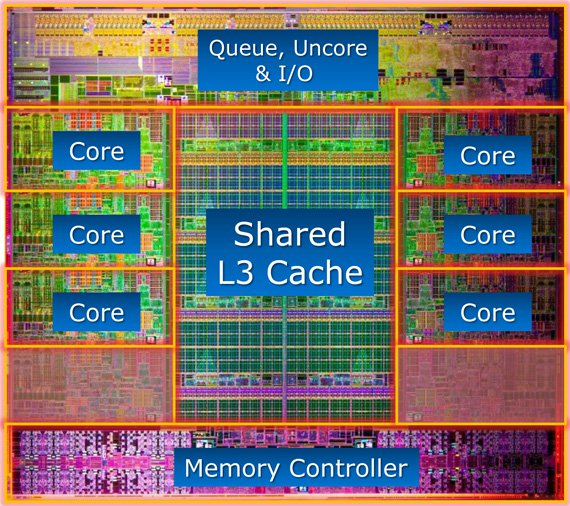 Queue, Uncore
& I/O
Core
Core
Core
Core
Core
Core
Shared
L3 Cache
Memory Controller